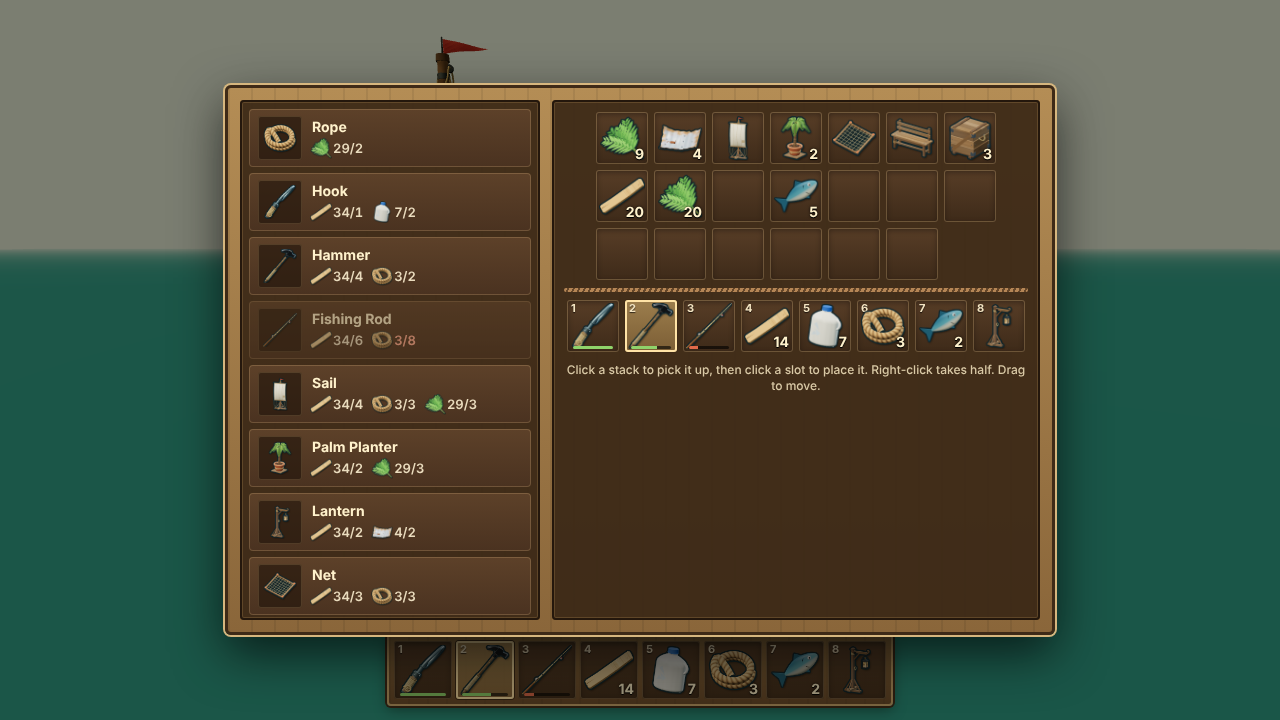 Rope
29/2
Hook
34/1 7/2
Hammer
34/4 3/2
Fishing Rod
34/6 3/8
Sail
34/4 3/3 29/3
Palm Planter
34/2 29/3
Lantern
34/2 4/2
Net
34/3 3/3
9 4 2 3
20 20 5
1 2 3 4 5 6 7 8
14 7 3 2
Click a stack to pick it up, then click a slot to place it. Right-click takes half. Drag
to move.
1 2 3 4 5 6 7 8
14 7 3 2